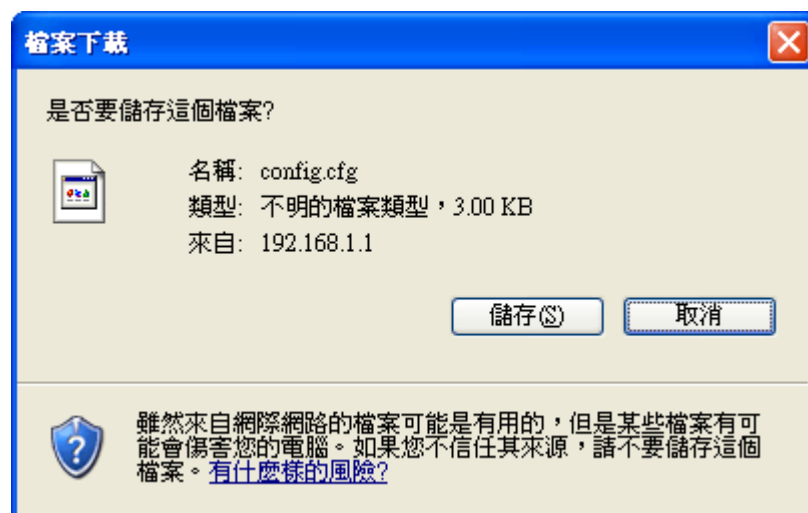 檔案下載
是否要儲存這個檔案?
名稱: config.cfg
類型: 不明的檔案類型，3.00 KB
來自: 192.168.1.1
儲存(S) 取消
雖然來自網際網路的檔案可能是有用的，但是某些檔案有可
能會傷害您的電腦。如果您不信任其來源，請不要儲存這個
檔案。有什麼樣的風險?